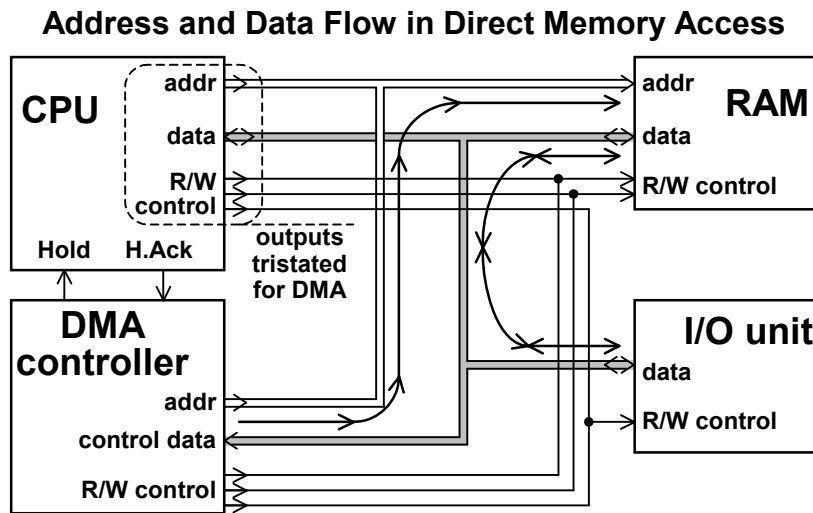 Address and Data Flow in Direct Memory Access
CPU
addr
data
R/W
control
Hold
H.Ack
outputs
tristated
for DMA
RAM
addr
data
R/W control
DMA
controller
addr
control data
R/W control
I/O unit
data
R/W control